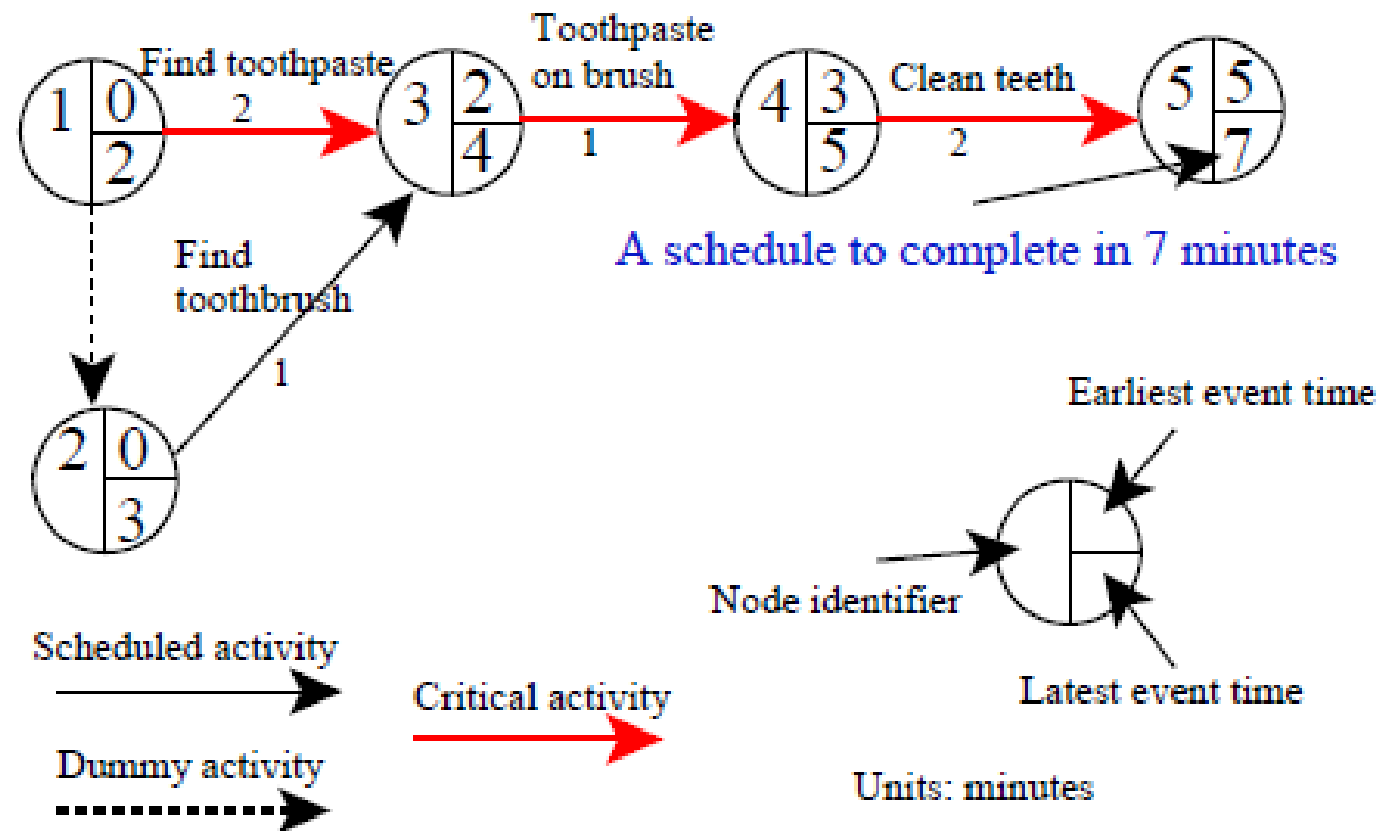 Toothpaste
on brush
Find toothpaste
Clean teeth
1 0 2
2
3 2 4
1
4 3 5
2
5 5 7
A schedule to complete in 7 minutes
Find
toothbrush
1
2 0 3
Earliest event time
Node identifier
Latest event time
Scheduled activity
Critical activity
Dummy activity
Units: minutes